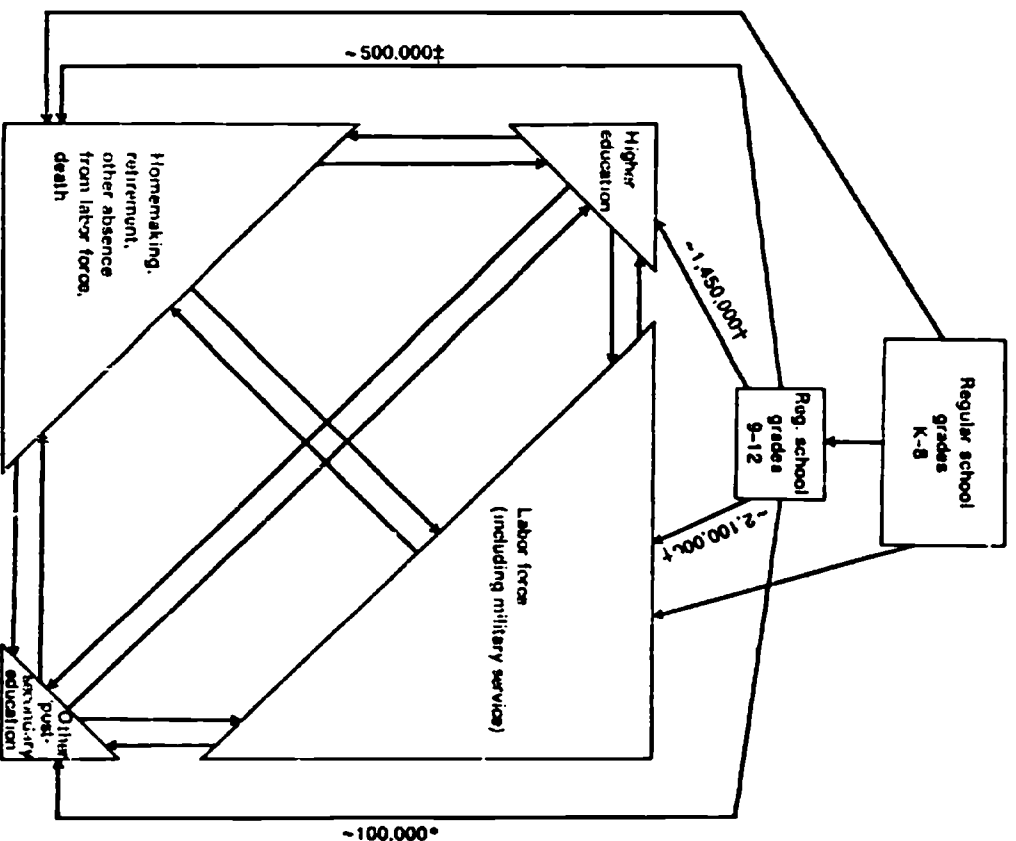 Regular school
grades
K-8
Reg. school
grades
9-12
~500,000‡
~1,450,000†
~2,100,000†
~100,000*
Higher
education
Labor force
(including military service)
Homemaking,
retirement,
other absence
from labor force,
death
Other
post-
secondary
education